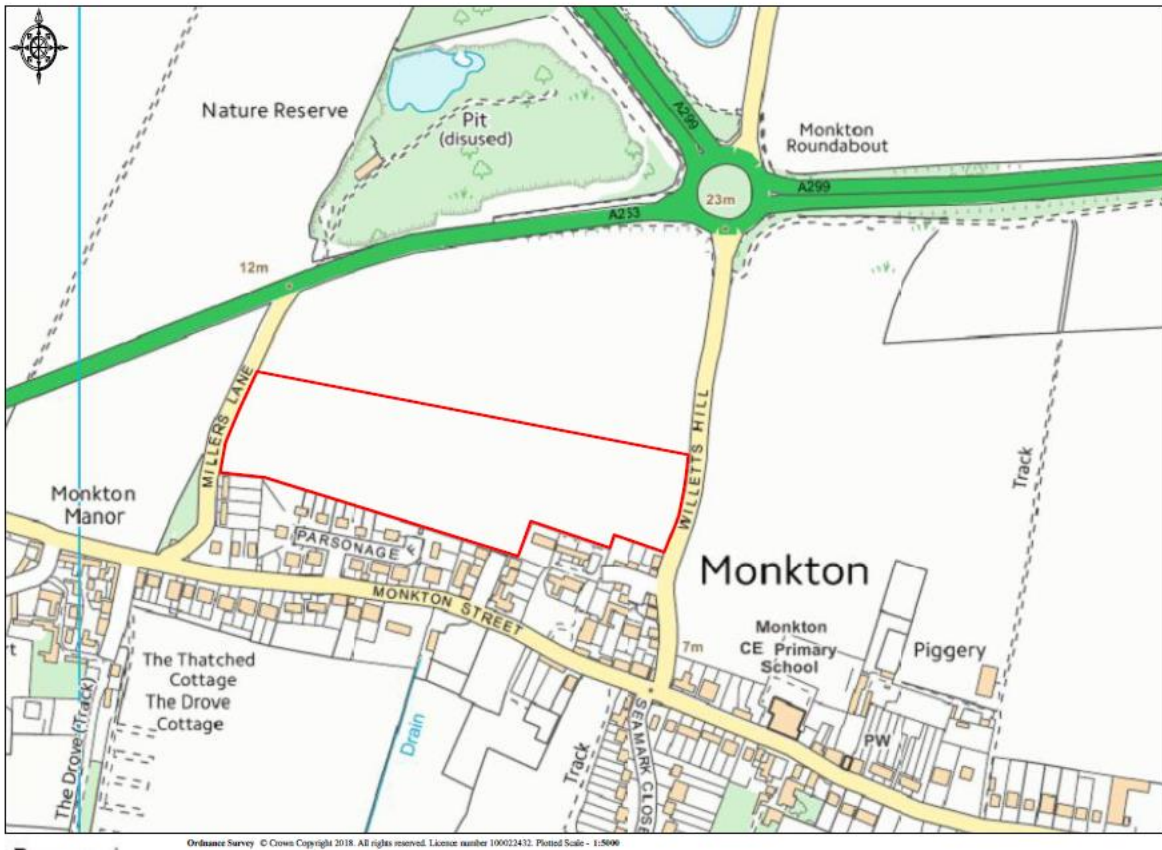 Nature Reserve
Pit
(disused)
A299
Monkton
Roundabout
A299
23m
A253
12m
MILLERS LANE
WILLETTS HILL
Track
Monkton
Manor
PARSONAGE
MONKTON STREET
Monkton
Monkton
CE Primary
School
Piggery
7m
The Thatched
Cottage
The Drove
Cottage
The Drove (Track)
Drain
Track
SEAMARK CLOSE
PW
Ordnance Survey © Crown Copyright 2018. All rights reserved. Licence number 100022432. Plotted Scale - 1:5000